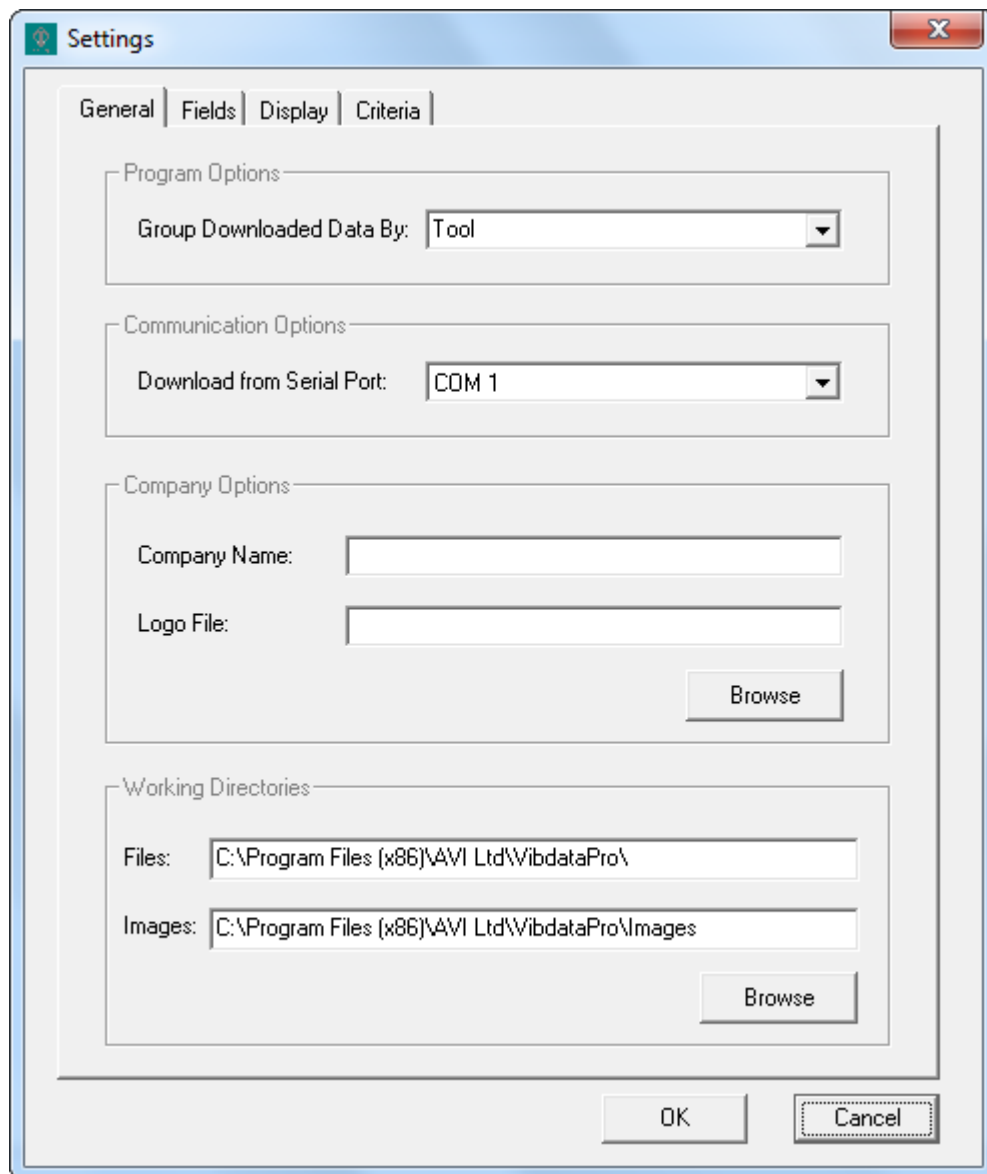 Settings
General Fields Display Criteria
Program Options
Group Downloaded Data By: Tool
Communication Options
Download from Serial Port: COM 1
Company Options
Company Name:
Logo File:
Browse
Working Directories
Files: C:\Program Files (x86)\AVI Ltd\VibdataPro\
Images: C:\Program Files (x86)\AVI Ltd\VibdataPro\Images
Browse
OK Cancel